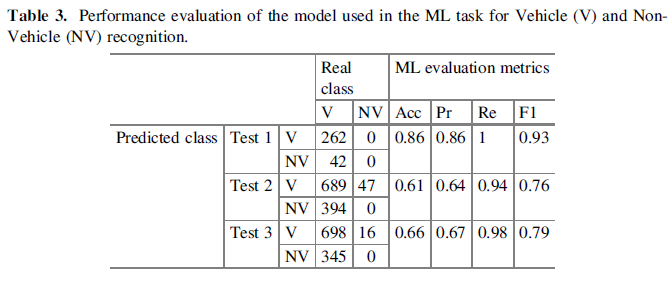 Table 3. Performance evaluation of the model used in the ML task for Vehicle (V) and Non-
Vehicle (NV) recognition.
Real class ML evaluation metrics
V NV Acc Pr Re F1
Predicted class Test 1 V 262 0 0.86 0.86 1 0.93
NV 42 0
Test 2 V 689 47 0.61 0.64 0.94 0.76
NV 394 0
Test 3 V 698 16 0.66 0.67 0.98 0.79
NV 345 0